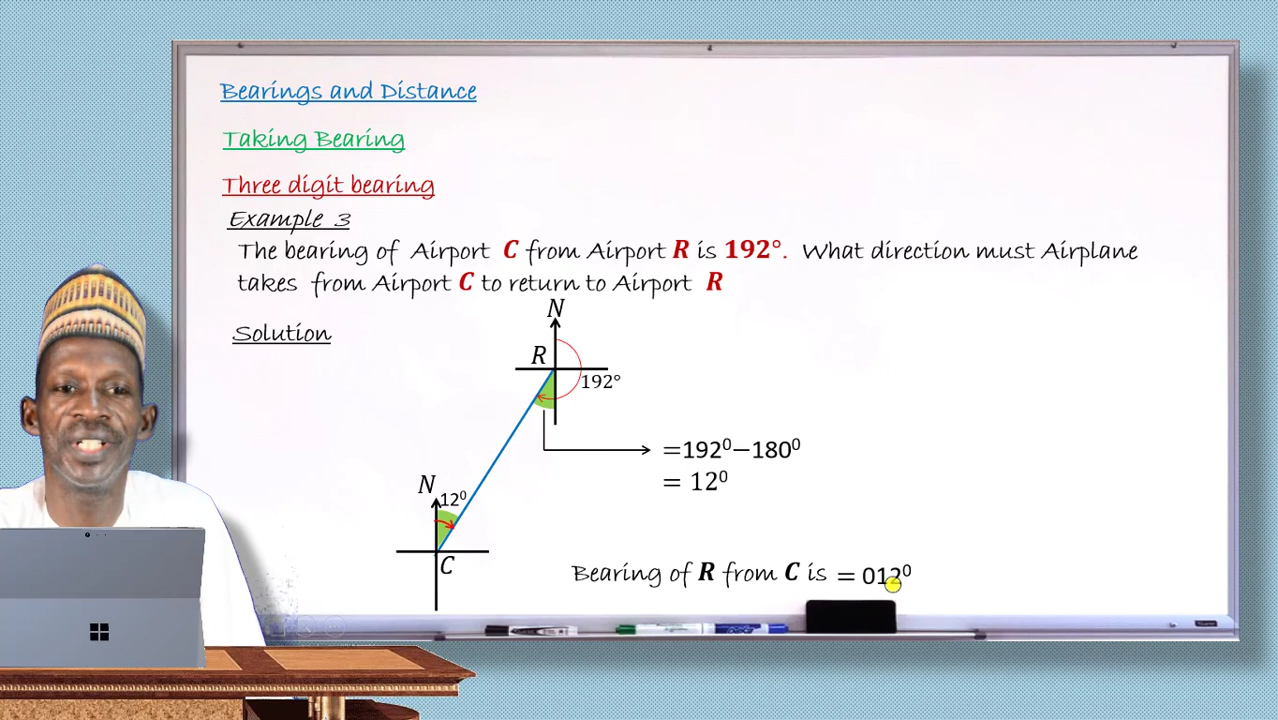 Bearings and Distance
Taking Bearing
Three digit bearing
Example 3
The bearing of Airport C from Airport R is 192°. What direction must Airplane
takes from Airport C to return to Airport R
Solution
N
R
192°
=192⁰−180⁰
= 12⁰
N
12⁰
C
Bearing of R from C is = 012⁰